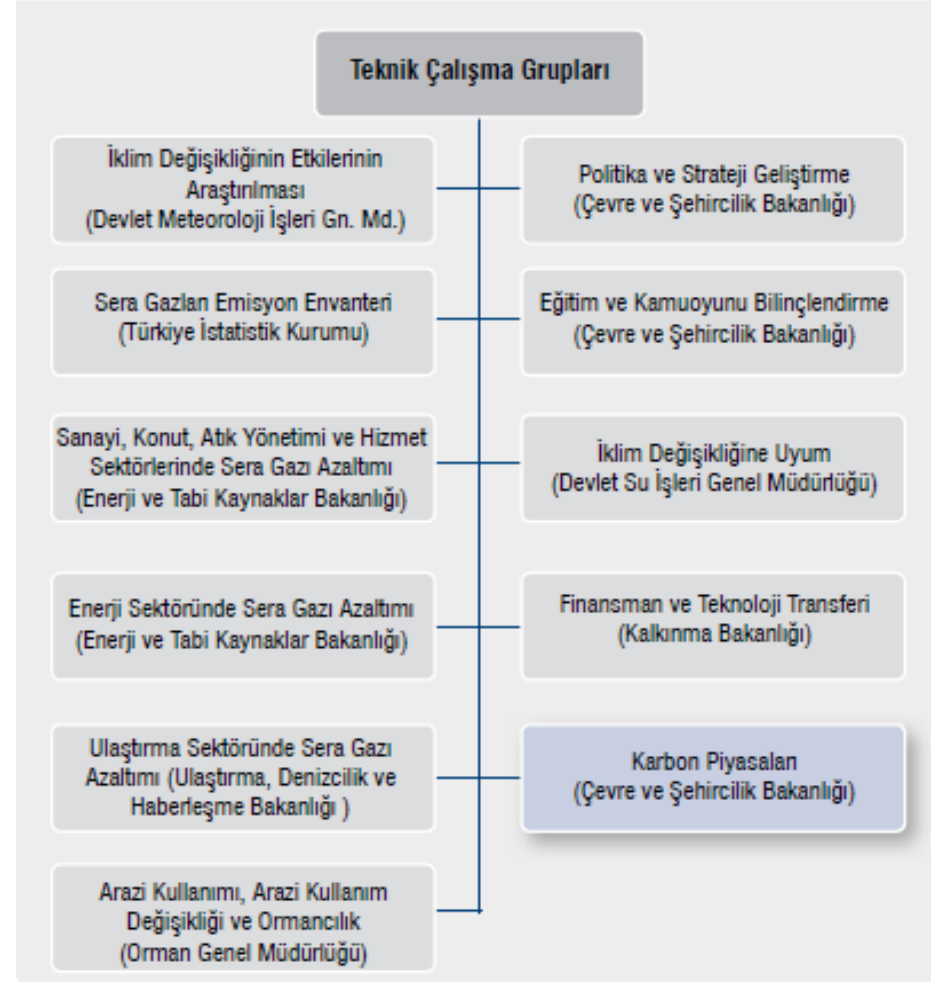 Teknik Çalışma Grupları
İklim Değişikliğinin Etkilerinin
Araştırılması
(Devlet Meteoroloji İşleri Gn. Md.)
Politika ve Strateji Geliştirme
(Çevre ve Şehircilik Bakanlığı)
Sera Gazları Emisyon Envanteri
(Türkiye İstatistik Kurumu)
Eğitim ve Kamuoyunu Bilinçlendirme
(Çevre ve Şehircilik Bakanlığı)
Sanayi, Konut, Atık Yönetimi ve Hizmet
Sektörlerinde Sera Gazı Azaltımı
(Enerji ve Tabi Kaynaklar Bakanlığı)
İklim Değişikliğine Uyum
(Devlet Su İşleri Genel Müdürlüğü)
Enerji Sektöründe Sera Gazı Azaltımı
(Enerji ve Tabi Kaynaklar Bakanlığı)
Finansman ve Teknoloji Transferi
(Kalkınma Bakanlığı)
Ulaştırma Sektöründe Sera Gazı
Azaltımı (Ulaştırma, Denizcilik ve
Haberleşme Bakanlığı )
Karbon Piyasaları
(Çevre ve Şehircilik Bakanlığı)
Arazi Kullanımı, Arazi Kullanım
Değişikliği ve Ormancılık
(Orman Genel Müdürlüğü)